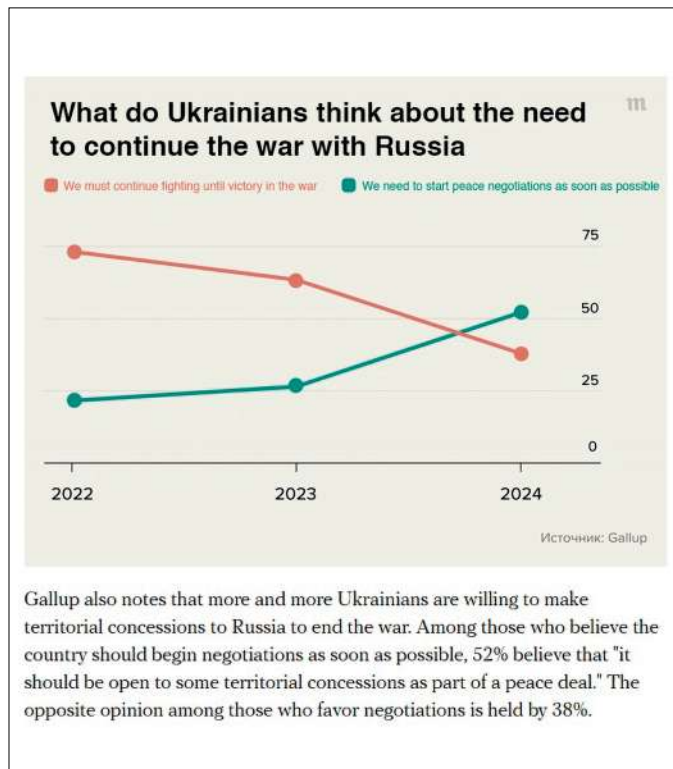 What do Ukrainians think about the need
to continue the war with Russia
m
We must continue fighting until victory in the war
We need to start peace negotiations as soon as possible
75
50
25
0
2022
2023
2024
Источник: Gallup
Gallup also notes that more and more Ukrainians are willing to make
territorial concessions to Russia to end the war. Among those who believe the
country should begin negotiations as soon as possible, 52% believe that "it
should be open to some territorial concessions as part of a peace deal." The
opposite opinion among those who favor negotiations is held by 38%.